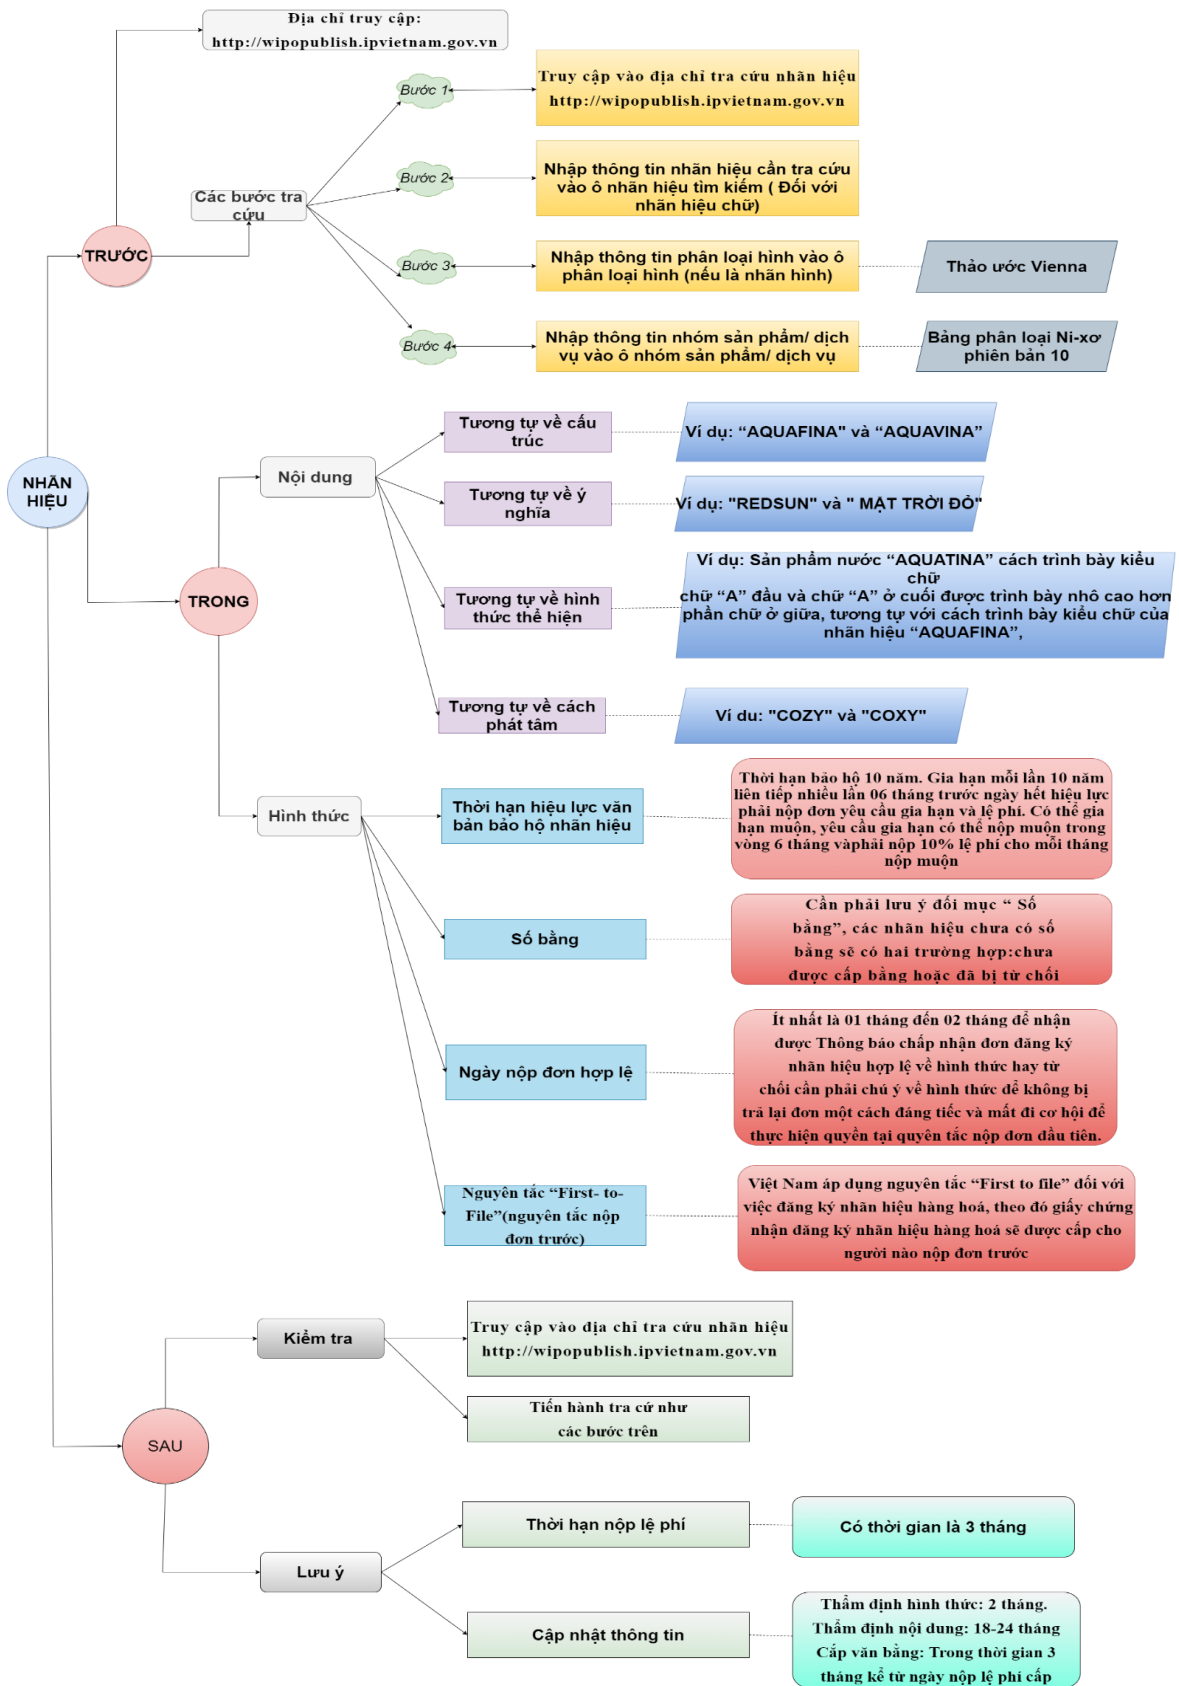 Địa chỉ truy cập:
http://wipopublish.ipvietnam.gov.vn
Bước 1
Truy cập vào địa chỉ tra cứu nhãn hiệu
http://wipopublish.ipvietnam.gov.vn
Bước 2
Nhập thông tin nhãn hiệu cần tra cứu
vào ô nhãn hiệu tìm kiếm ( Đối với
nhãn hiệu chữ)
Các bước tra
cứu
TRƯỚC
Bước 3
Nhập thông tin phân loại hình vào ô
phân loại hình (nếu là nhãn hình)
Thảo ước Vienna
Bước 4
Nhập thông tin nhóm sản phẩm/ dịch
vụ vào ô nhóm sản phẩm/ dịch vụ
Bảng phân loại Ni-xơ
phiên bản 10
NHÃN
HIỆU
TRONG
Nội dung
Tương tự về cấu
trúc
Ví dụ: “AQUAFINA" và “AQUAVINA”
Tương tự về ý
nghĩa
Ví dụ: "REDSUN" và " MẶT TRỜI ĐỎ"
Tương tự về hình
thức thể hiện
Ví dụ: Sản phẩm nước “AQUATINA” cách trình bày kiểu
chữ
chữ “A” đầu và chữ “A” ở cuối được trình bày nhô cao hơn
phần chữ ở giữa, tương tự với cách trình bày kiểu chữ của
nhãn hiệu “AQUAFINA”,
Tương tự về cách
phát tâm
Ví du: "COZY" và "COXY"
Hình thức
Thời hạn hiệu lực văn
bản bảo hộ nhãn hiệu
Thời hạn bảo hộ 10 năm. Gia hạn mỗi lần 10 năm
liên tiếp nhiều lần 06 tháng trước ngày hết hiệu lực
phải nộp đơn yêu cầu gia hạn và lệ phí. Có thể gia
hạn muộn, yêu cầu gia hạn có thể nộp muộn trong
vòng 6 tháng vàphải nộp 10% lệ phí cho mỗi tháng
nộp muộn
Số bằng
Cần phải lưu ý đối mục “ Số
bằng”, các nhãn hiệu chưa có số
bằng sẽ có hai trường hợp:chưa
được cấp bằng hoặc đã bị từ chối
Ngày nộp đơn hợp lệ
Ít nhất là 01 tháng đến 02 tháng để nhận
được Thông báo chấp nhận đơn đăng ký
nhãn hiệu hợp lệ về hình thức hay từ
chối cần phải chú ý về hình thức để không bị
trả lại đơn một cách đáng tiếc và mất đi cơ hội để
thực hiện quyền tại quyên tắc nộp đơn đầu tiên.
Nguyên tắc “First- to-
File”(nguyên tắc nộp
đơn trước)
Việt Nam áp dụng nguyên tắc “First to file” đối với
việc đăng ký nhãn hiệu hàng hoá, theo đó giấy chứng
nhận đăng ký nhãn hiệu hàng hoá sẽ được cấp cho
người nào nộp đơn trước
SAU
Kiểm tra
Truy cập vào địa chỉ tra cứu nhãn hiệu
http://wipopublish.ipvietnam.gov.vn
Tiến hành tra cứ như
các bước trên
Lưu ý
Thời hạn nộp lệ phí
Có thời gian là 3 tháng
Cập nhật thông tin
Thẩm định hình thức: 2 tháng.
Thẩm định nội dung: 18-24 tháng
Cấp văn bằng: Trong thời gian 3
tháng kể từ ngày nộp lệ phí cấp